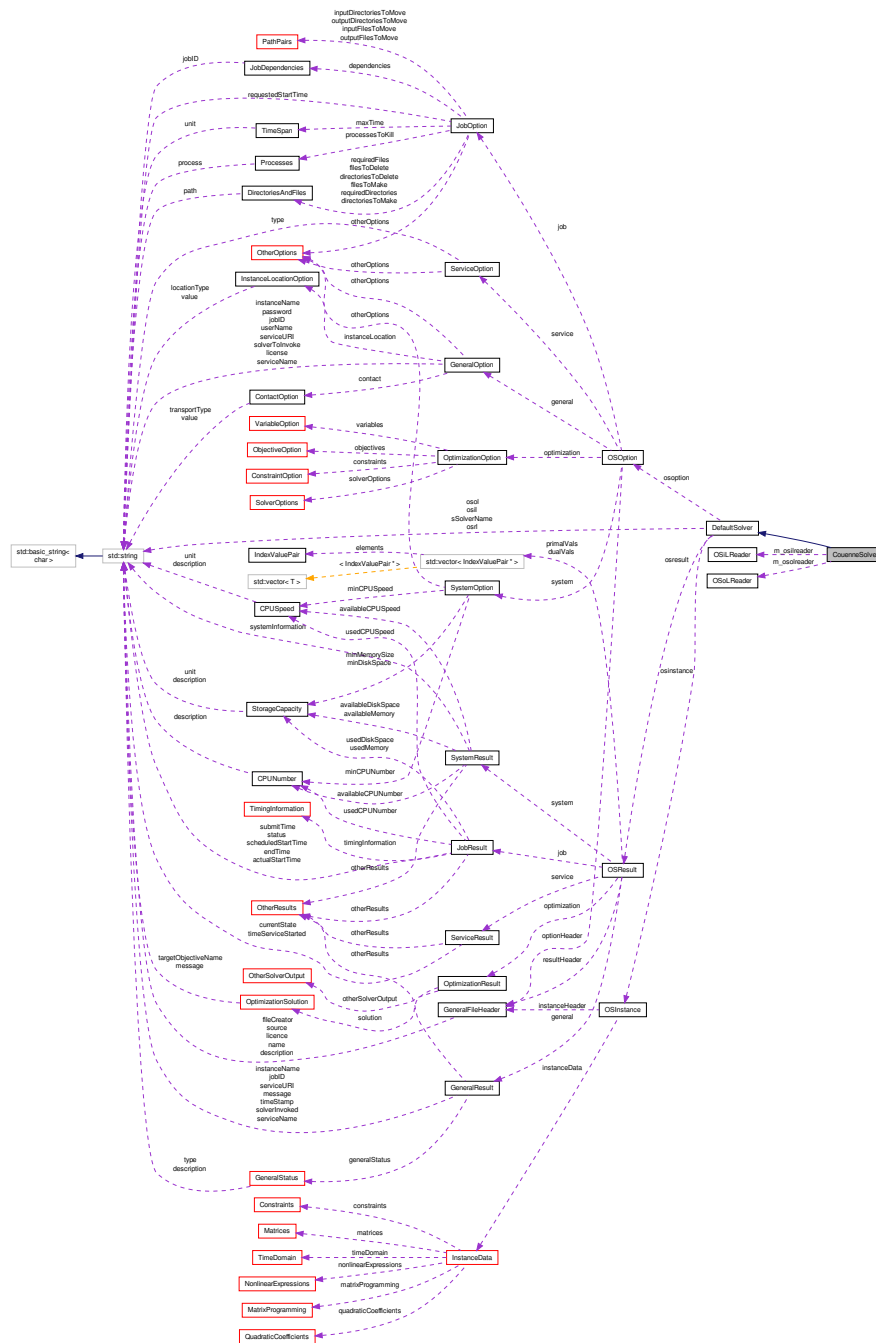 inputDirectoriesToMove
outputDirectoriesToMove
inputFilesToMove
outputFilesToMove
PathPairs
jobID
JobDependencies
dependencies
requestedStartTime
unit
TimeSpan
maxTime
JobOption
processesToKill
process
Processes
requiredFiles
filesToDelete
directoriesToDelete
filesToMake
requiredDirectories
directoriesToMake
path
DirectoriesAndFiles
type
otherOptions
job
OtherOptions
otherOptions
ServiceOption
InstanceLocationOption
otherOptions
locationType
value
instanceName
password
jobID
userName
serviceURI
solverToInvoke
license
serviceName
otherOptions
instanceLocation
service
GeneralOption
contact
general
ContactOption
transportType
value
VariableOption
variables
ObjectiveOption
objectives
OptimizationOption
optimization
OSOption
constraints
ConstraintOption
solverOptions
SolverOptions
osoption
osol
osil
sSolverName
osrl
DefaultSolver
std::basic_string<
char >
std::string
unit
description
IndexValuePair
elements
< IndexValuePair * >
std::vector< IndexValuePair * >
primalVals
dualVals
osresult
OSiLReader
m_osilreader
CouenneSolver
m_osolreader
OSoLReader
std::vector< T >
minCPUSpeed
SystemOption
system
CPUSpeed
availableCPUSpeed
systemInformation
usedCPUSpeed
minMemorySize
minDiskSpace
osinstance
unit
description
StorageCapacity
availableDiskSpace
availableMemory
description
usedDiskSpace
usedMemory
SystemResult
CPUNumber
minCPUNumber
availableCPUNumber
system
TimingInformation
usedCPUNumber
submitTime
status
scheduledStartTime
endTime
actualStartTime
timingInformation
JobResult
job
OSResult
otherResults
service
OtherResults
otherResults
optimization
currentState
timeServiceStarted
otherResults
ServiceResult
optionHeader
otherResults
resultHeader
targetObjectiveName
message
OtherSolverOutput
OptimizationResult
OptimizationSolution
otherSolverOutput
GeneralFileHeader
instanceHeader
OSInstance
solution
general
fileCreator
source
licence
name
description
instanceName
jobID
serviceURI
message
timeStamp
solverInvoked
serviceName
GeneralResult
instanceData
type
description
GeneralStatus
generalStatus
Constraints
constraints
Matrices
matrices
TimeDomain
timeDomain
InstanceData
nonlinearExpressions
NonlinearExpressions
matrixProgramming
MatrixProgramming
quadraticCoefficients
QuadraticCoefficients